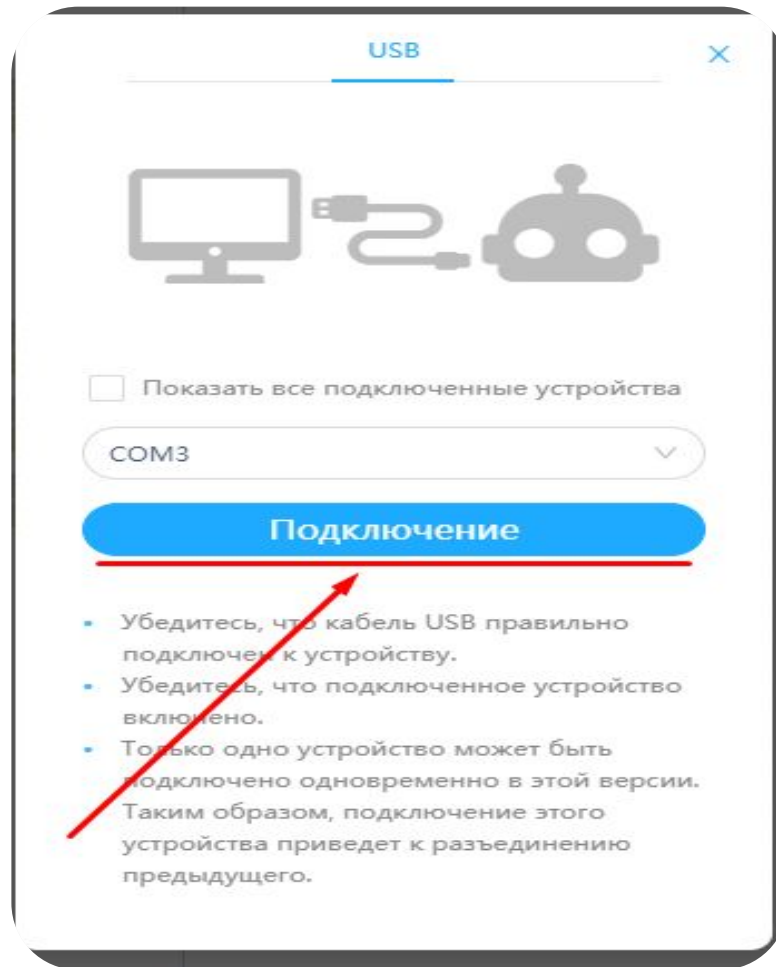 USB
Показать все подключенные устройства
COM3
Подключение
Убедитесь, что кабель USB правильно
подключен к устройству.
Убедитесь, что подключенное устройство
включено.
Только одно устройство может быть
подключено одновременно в этой версии.
Таким образом, подключение этого
устройства приведет к разъединению
предыдущего.